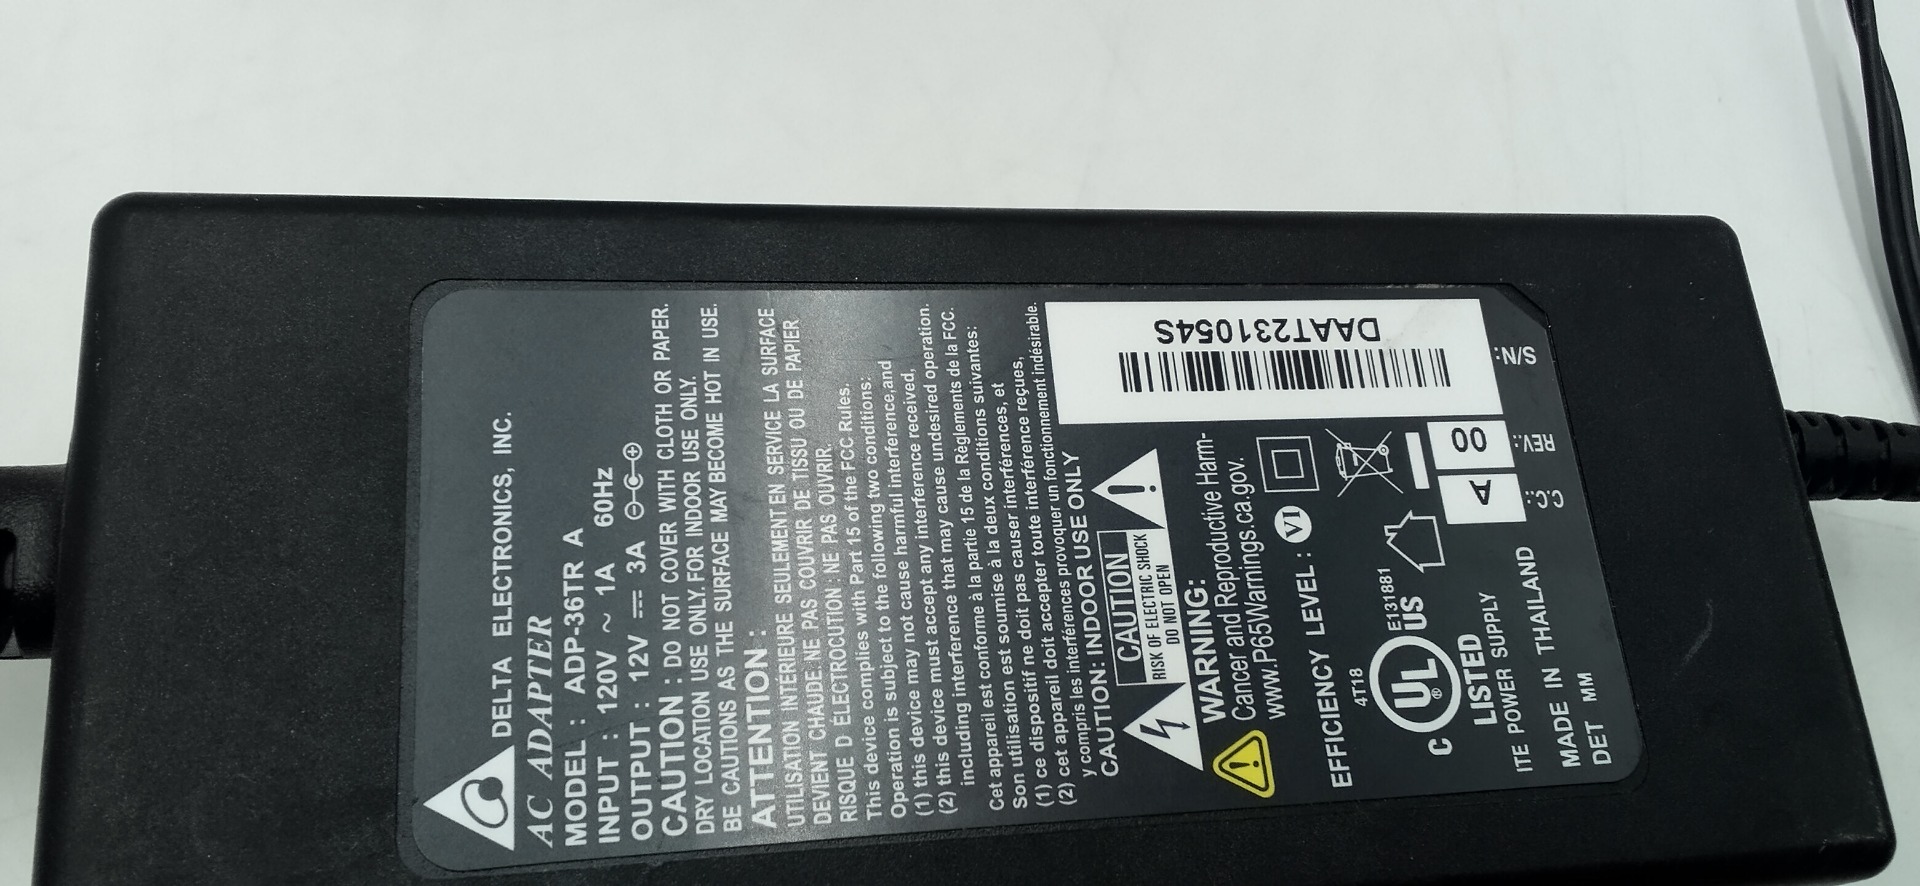 DELTA ELECTRONICS, INC.
AC ADAPTER
MODEL : ADP-36TR A
INPUT : 120V ~ 1A 60Hz
OUTPUT : 12V ⎓ 3A
CAUTION : DO NOT COVER WITH CLOTH OR PAPER.
DRY LOCATION USE ONLY. FOR INDOOR USE ONLY.
BE CAUTIONS AS THE SURFACE MAY BECOME HOT IN USE.
ATTENTION :
UTILISATION INTERIEURE SEULEMENT.EN SERVICE LA SURFACE
DEVIENT CHAUDE.NE PAS COUVRIR DE TISSU OU DE PAPIER
RISQUE D ÉLECTROCUTION : NE PAS OUVRIR.
This device complies with Part 15 of the FCC Rules.
Operation is subject to the following two conditions:
(1) this device may not cause harmful interference,and
(2) this device must accept any interference received,
including interference that may cause undesired operation.
Cet appareil est conforme à la partie 15 de la Règlements de la FCC.
Son utilisation est soumise à la deux conditions suivantes:
(1) ce dispositif ne doit pas causer interférences, et
(2) cet appareil doit accepter toute interférence reçues,
y compris les interférences provoquer un fonctionnement indésirable.
CAUTION: INDOOR USE ONLY
CAUTION
RISK OF ELECTRIC SHOCK
DO NOT OPEN
WARNING:
Cancer and Reproductive Harm-
www.P65Warnings.ca.gov.
EFFICIENCY LEVEL : VI
4T18
E131881
C UL ® US
LISTED
ITE POWER SUPPLY
MADE IN THAILAND
DET MM
C.C.: A
REV.: 00
S/N: DAAT231054S